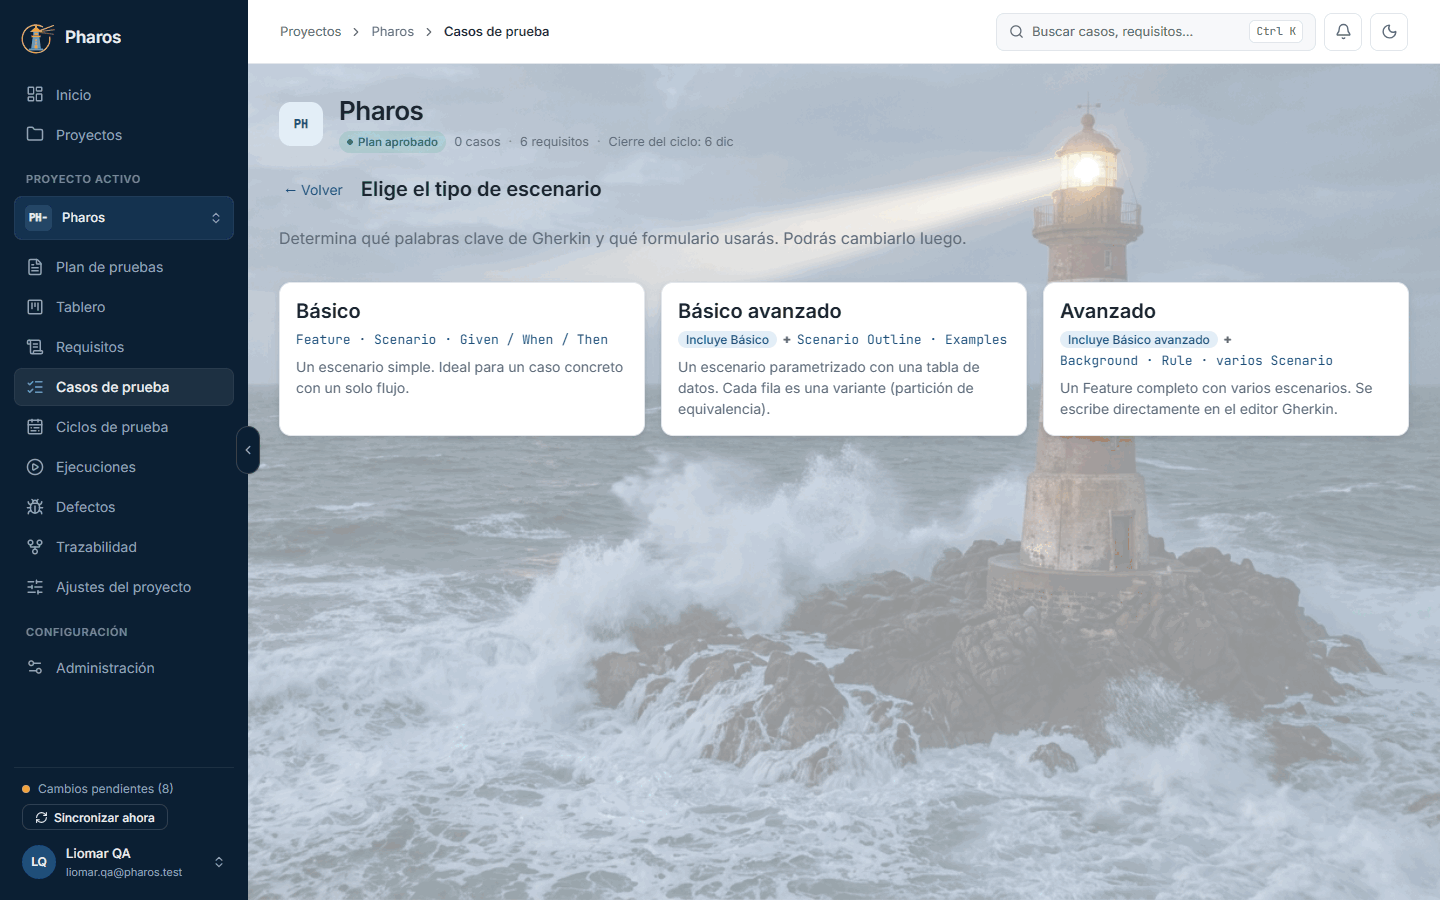 Pharos
Inicio
Proyectos
PROYECTO ACTIVO
PH- Pharos
Plan de pruebas
Tablero
Requisitos
Casos de prueba
Ciclos de prueba
Ejecuciones
Defectos
Trazabilidad
Ajustes del proyecto
CONFIGURACIÓN
Administración
Cambios pendientes (8)
Sincronizar ahora
LQ
Liomar QA
liomar.qa@pharos.test
Proyectos > Pharos > Casos de prueba
Buscar casos, requisitos... Ctrl K
PH
Pharos
Plan aprobado 0 casos · 6 requisitos · Cierre del ciclo: 6 dic
← Volver Elige el tipo de escenario
Determina qué palabras clave de Gherkin y qué formulario usarás. Podrás cambiarlo luego.
Básico
Feature · Scenario · Given / When / Then
Un escenario simple. Ideal para un caso concreto
con un solo flujo.
Básico avanzado
Incluye Básico + Scenario Outline · Examples
Un escenario parametrizado con una tabla de
datos. Cada fila es una variante (partición de
equivalencia).
Avanzado
Incluye Básico avanzado +
Background · Rule · varios Scenario
Un Feature completo con varios escenarios. Se
escribe directamente en el editor Gherkin.